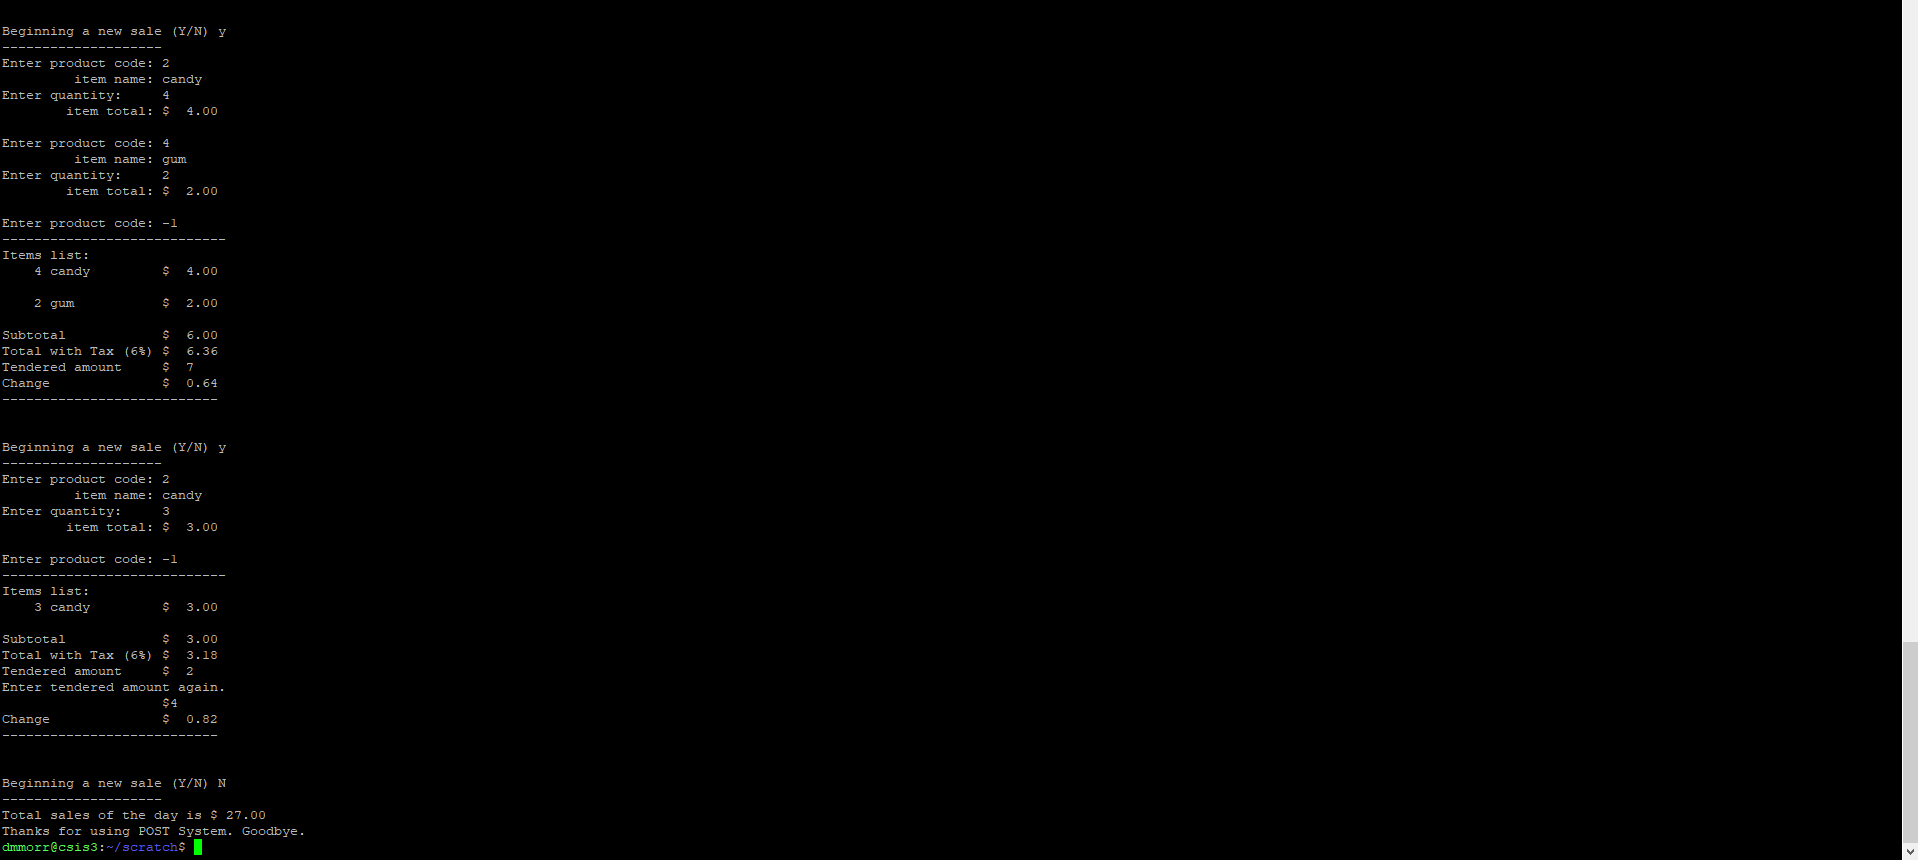 Beginning a new sale (Y/N) y
--------------------
Enter product code: 2
         item name: candy
Enter quantity:     4
        item total: $  4.00

Enter product code: 4
         item name: gum
Enter quantity:     2
        item total: $  2.00

Enter product code: -1
----------------------------
Items list:
    4 candy         $  4.00

    2 gum           $  2.00

Subtotal            $  6.00
Total with Tax (6%) $  6.36
Tendered amount     $  7
Change              $  0.64
---------------------------

Beginning a new sale (Y/N) y
--------------------
Enter product code: 2
         item name: candy
Enter quantity:     3
        item total: $  3.00

Enter product code: -1
----------------------------
Items list:
    3 candy         $  3.00

Subtotal            $  3.00
Total with Tax (6%) $  3.18
Tendered amount     $  2
Enter tendered amount again.
                    $4
Change              $  0.82
---------------------------

Beginning a new sale (Y/N) N
--------------------
Total sales of the day is $ 27.00
Thanks for using POST System. Goodbye.
dmmorr@csis3:~/scratch$